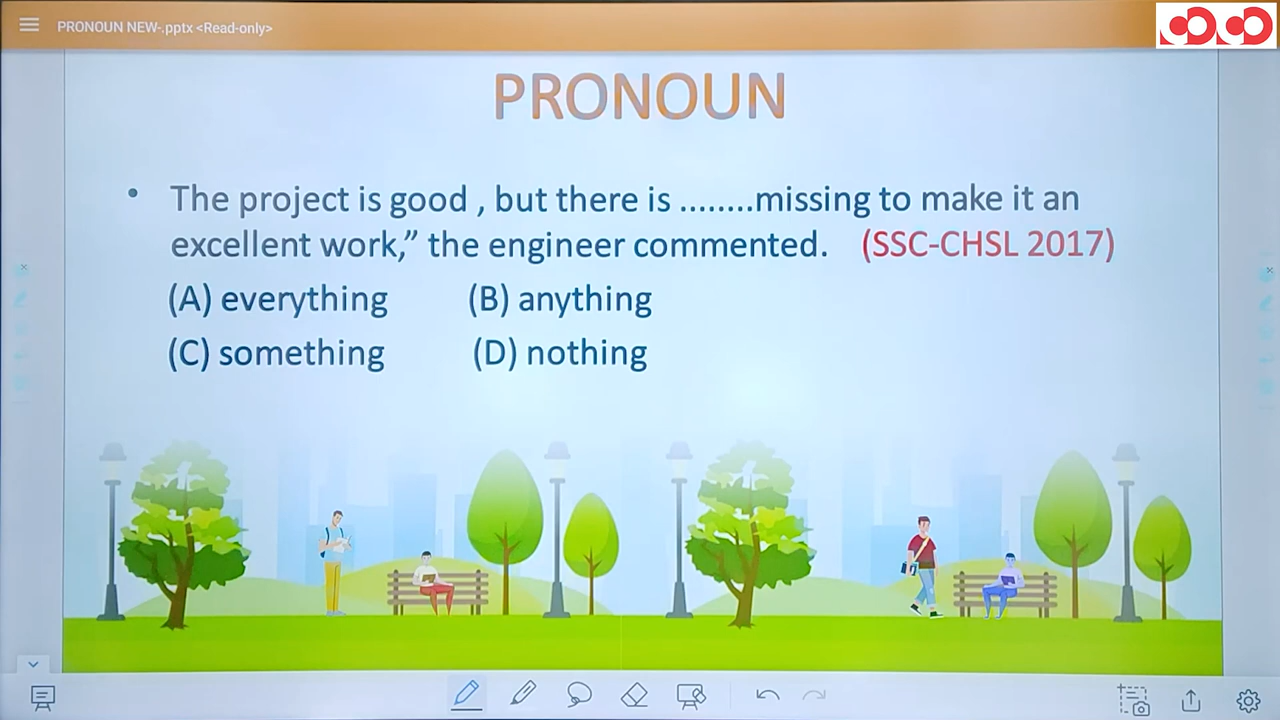 PRONOUN NEW-.pptx <Read-only>
PRONOUN
• The project is good , but there is ........missing to make it an
excellent work,” the engineer commented. (SSC-CHSL 2017)
(A) everything (B) anything
(C) something (D) nothing